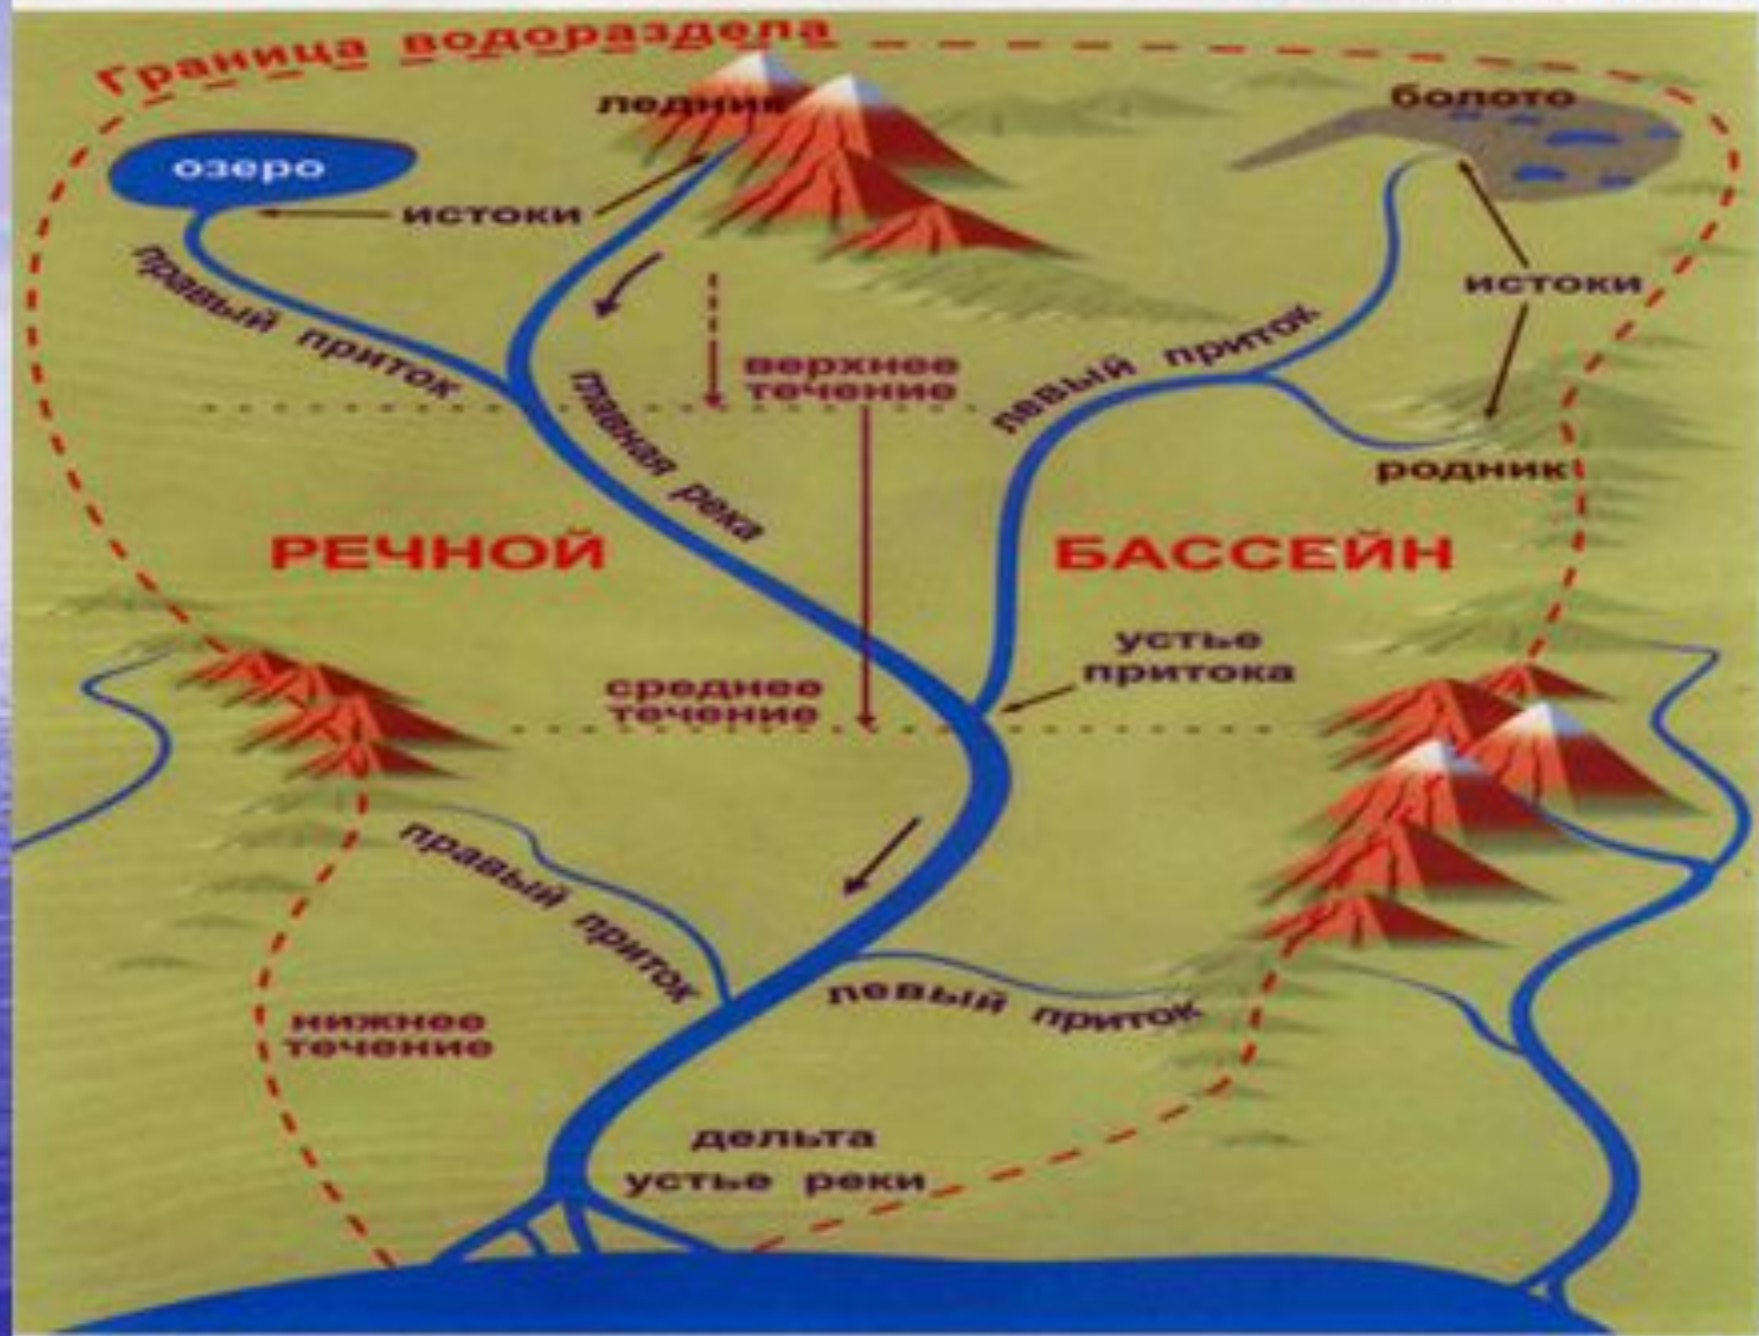 Граница водораздела
ледник
болото
озеро
истоки
истоки
правый приток
верхнее
течение
левый приток
главная река
родник
РЕЧНОЙ БАССЕЙН
устье
притока
среднее
течение
правый приток
левый приток
нижнее
течение
дельта
устье реки